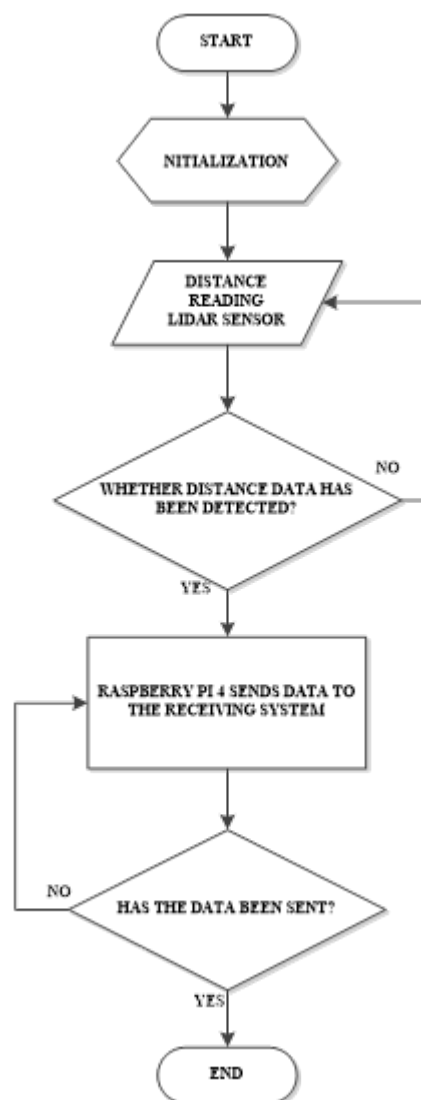 START
NITIALIZATION
DISTANCE
READING
LIDAR SENSOR
NO
WHETHER DISTANCE DATA HAS
BEEN DETECTED?
YES
RASPBERRY PI 4 SENDS DATA TO
THE RECEIVING SYSTEM
NO
HAS THE DATA BEEN SENT?
YES
END